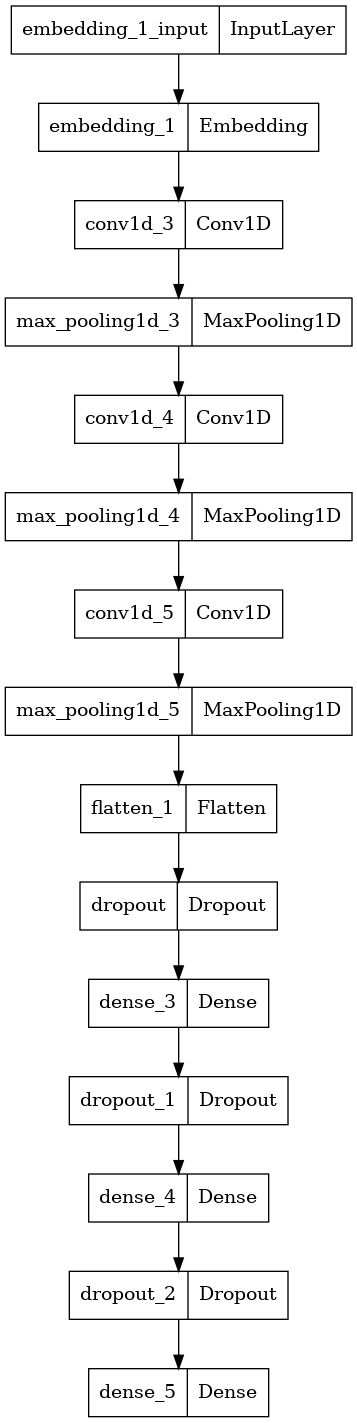 embedding_1_input InputLayer
embedding_1 Embedding
conv1d_3 Conv1D
max_pooling1d_3 MaxPooling1D
conv1d_4 Conv1D
max_pooling1d_4 MaxPooling1D
conv1d_5 Conv1D
max_pooling1d_5 MaxPooling1D
flatten_1 Flatten
dropout Dropout
dense_3 Dense
dropout_1 Dropout
dense_4 Dense
dropout_2 Dropout
dense_5 Dense